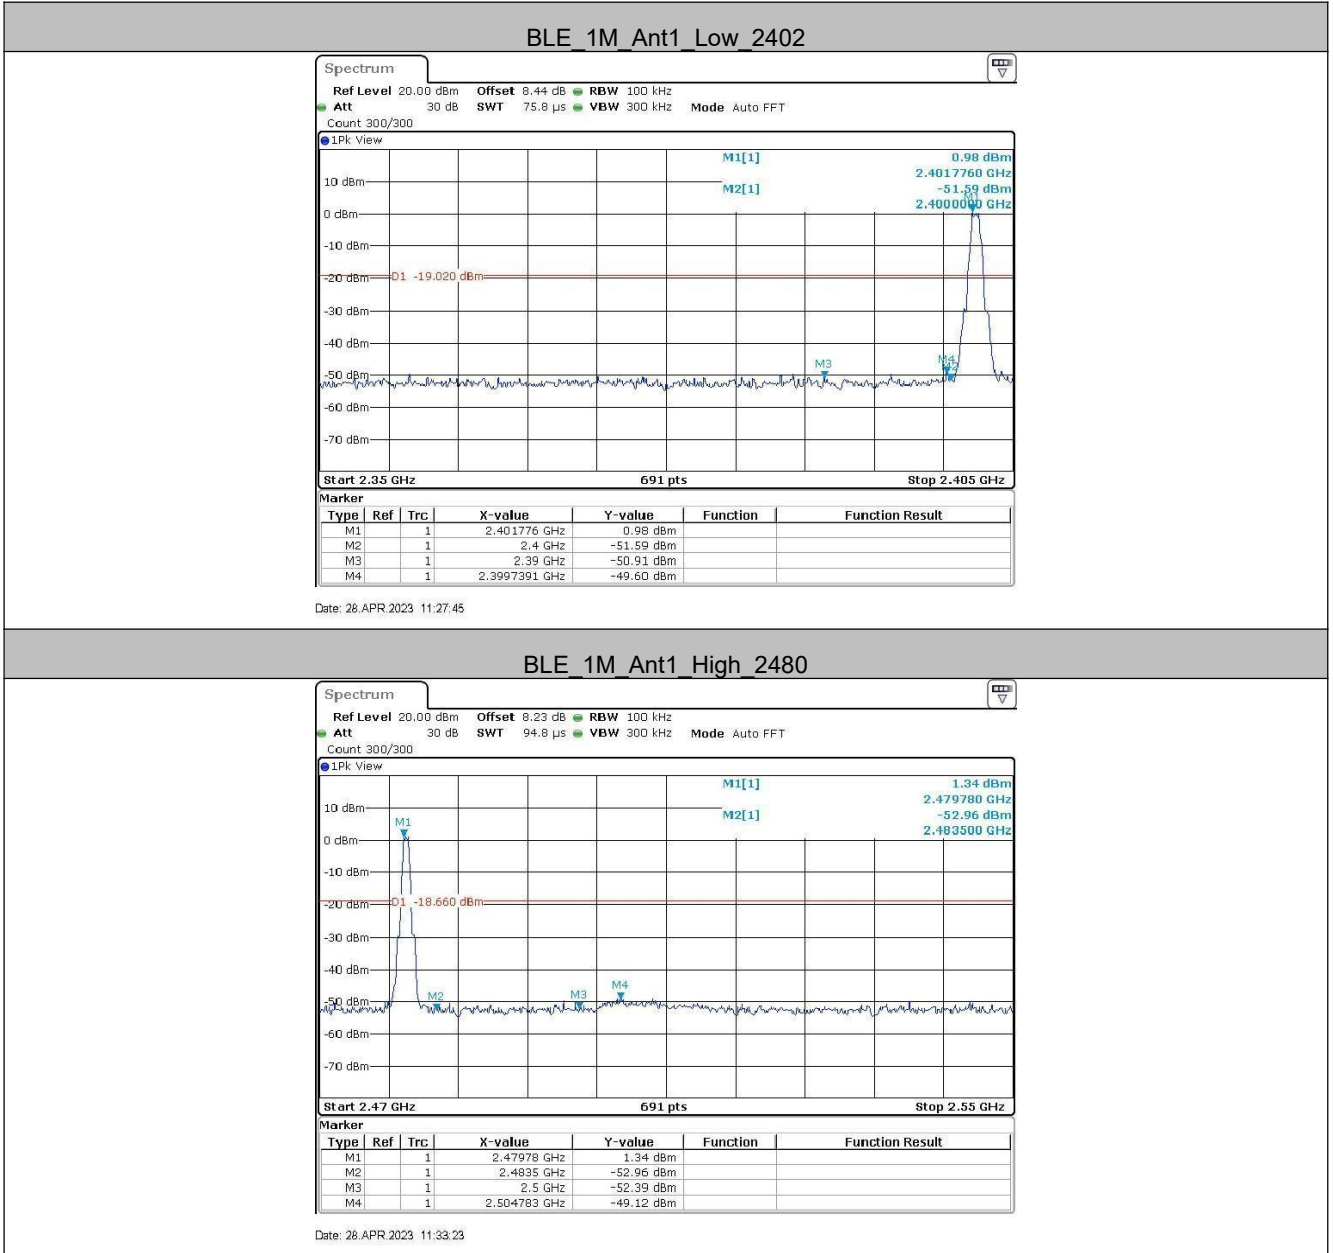 BLE_1M_Ant1_Low_2402
Spectrum
Ref Level 20.00 dBm Offset 8.44 dB RBW 100 kHz
Att 30 dB SWT 75.8 µs VBW 300 kHz Mode Auto FFT
Count 300/300
1Pk View
M1[1] 0.98 dBm
2.4017760 GHz
M2[1] -51.59 dBm
2.4000000 GHz
M1
10 dBm
0 dBm
-10 dBm
-20 dBm
D1 -19.020 dBm
-30 dBm
-40 dBm
M3
M4
M2
-50 dBm
-60 dBm
-70 dBm
Start 2.35 GHz 691 pts Stop 2.405 GHz
Marker
Type Ref Trc X-value Y-value Function Function Result
M1 1 2.401776 GHz 0.98 dBm
M2 1 2.4 GHz -51.59 dBm
M3 1 2.39 GHz -50.91 dBm
M4 1 2.3997391 GHz -49.60 dBm
Date: 28.APR.2023 11:27:45
BLE_1M_Ant1_High_2480
Spectrum
Ref Level 20.00 dBm Offset 8.23 dB RBW 100 kHz
Att 30 dB SWT 94.8 µs VBW 300 kHz Mode Auto FFT
Count 300/300
1Pk View
M1[1] 1.34 dBm
2.479780 GHz
M2[1] -52.96 dBm
2.483500 GHz
10 dBm
M1
0 dBm
-10 dBm
-20 dBm
D1 -18.660 dBm
-30 dBm
-40 dBm
M4
M2
M3
-50 dBm
-60 dBm
-70 dBm
Start 2.47 GHz 691 pts Stop 2.55 GHz
Marker
Type Ref Trc X-value Y-value Function Function Result
M1 1 2.47978 GHz 1.34 dBm
M2 1 2.4835 GHz -52.96 dBm
M3 1 2.5 GHz -52.39 dBm
M4 1 2.504783 GHz -49.12 dBm
Date: 28.APR.2023 11:33:23